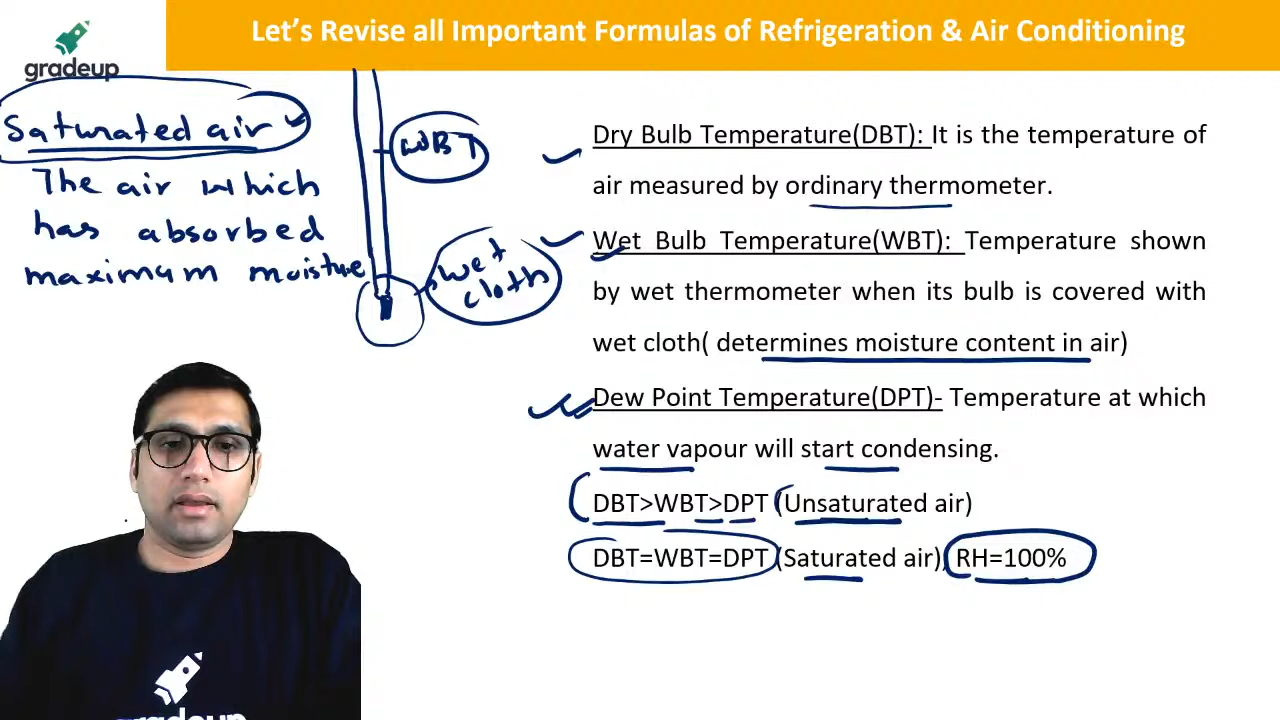 Let's Revise all Important Formulas of Refrigeration & Air Conditioning
gradeup
Saturated air
The air which
has absorbed
maximum moisture
WBT
wet
cloth
Dry Bulb Temperature(DBT): It is the temperature of
air measured by ordinary thermometer.
Wet Bulb Temperature(WBT): Temperature shown
by wet thermometer when its bulb is covered with
wet cloth( determines moisture content in air)
Dew Point Temperature(DPT)- Temperature at which
water vapour will start condensing.
DBT>WBT>DPT (Unsaturated air)
DBT=WBT=DPT (Saturated air), RH=100%
gradeup